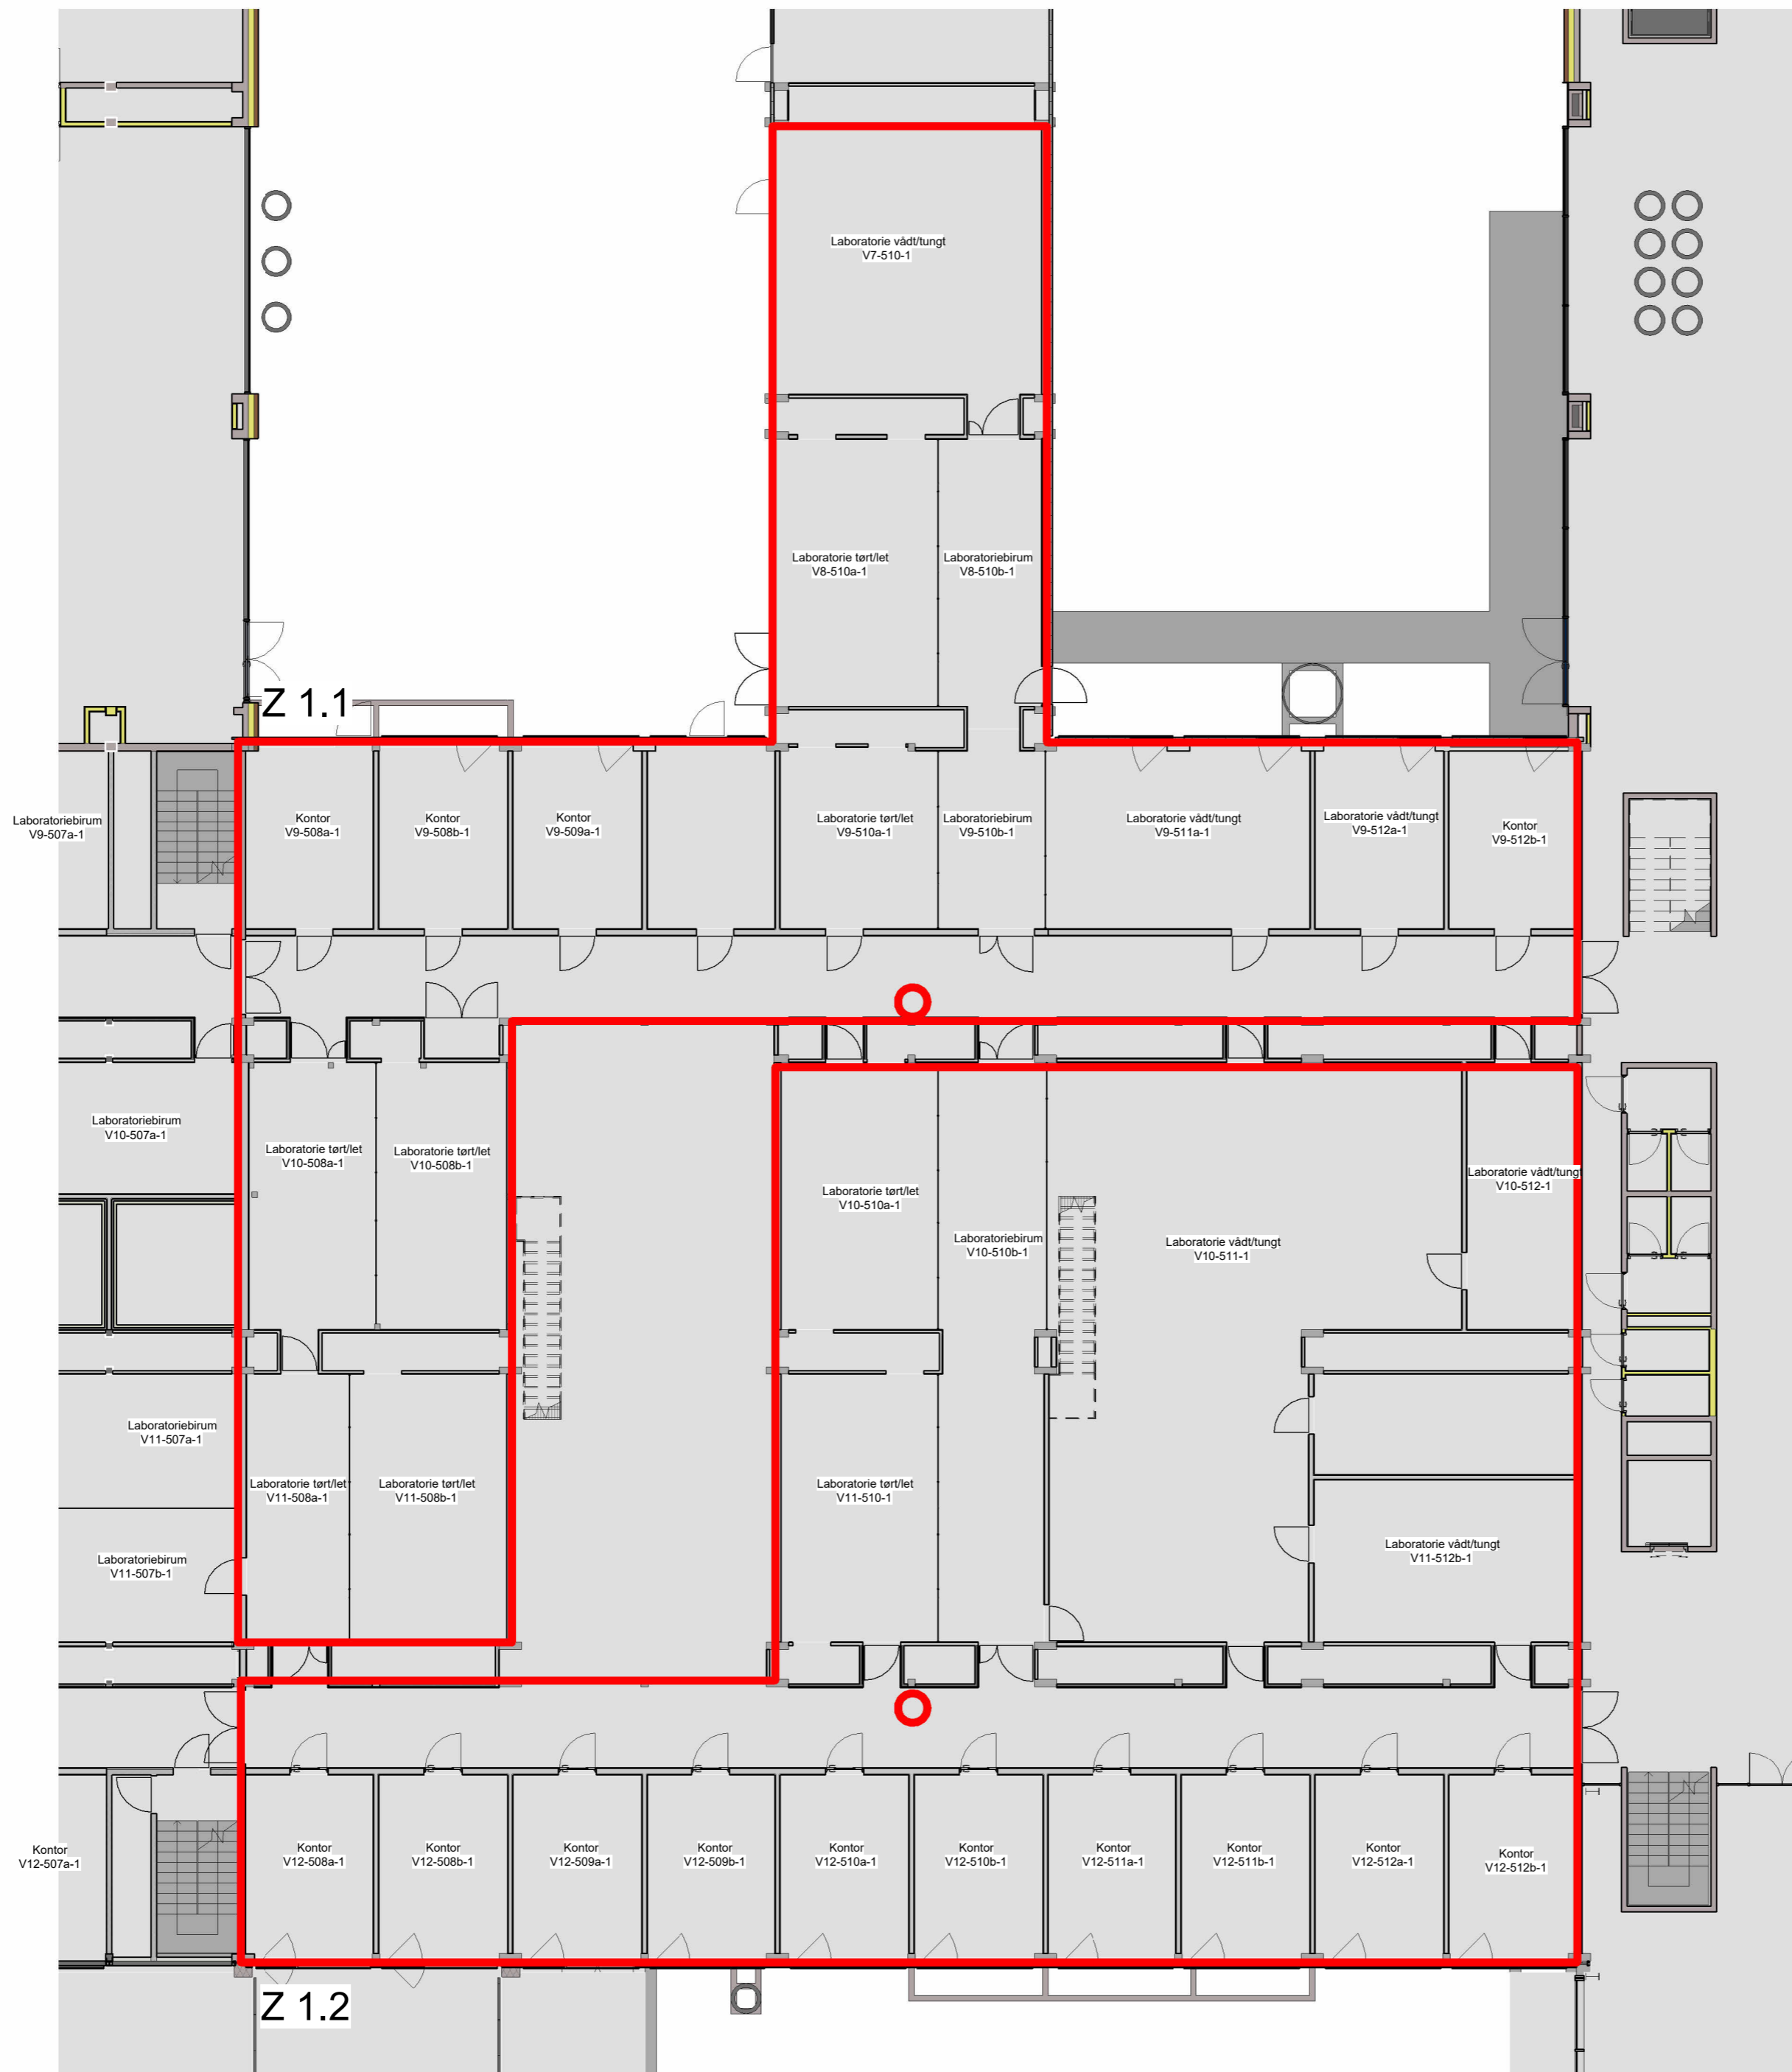 Laboratorie vådt/tungt
V7-510-1
Laboratorie tørt/let
V8-510a-1
Laboratoriebirum
V8-510b-1
Z 1.1
Laboratoriebirum
V9-507a-1
Kontor
V9-508a-1
Kontor
V9-508b-1
Kontor
V9-509a-1
Laboratorie tørt/let
V9-510a-1
Laboratoriebirum
V9-510b-1
Laboratorie vådt/tungt
V9-511a-1
Laboratorie vådt/tungt
V9-512a-1
Kontor
V9-512b-1
Laboratoriebirum
V10-507a-1
Laboratorie tørt/let
V10-508a-1
Laboratorie tørt/let
V10-508b-1
Laboratorie tørt/let
V10-510a-1
Laboratoriebirum
V10-510b-1
Laboratorie vådt/tungt
V10-511-1
Laboratorie vådt/tungt
V10-512-1
Laboratoriebirum
V11-507a-1
Laboratorie tørt/let
V11-508a-1
Laboratorie tørt/let
V11-508b-1
Laboratorie tørt/let
V11-510-1
Laboratoriebirum
V11-507b-1
Laboratorie vådt/tungt
V11-512b-1
Kontor
V12-507a-1
Kontor
V12-508a-1
Kontor
V12-508b-1
Kontor
V12-509a-1
Kontor
V12-509b-1
Kontor
V12-510a-1
Kontor
V12-510b-1
Kontor
V12-511a-1
Kontor
V12-511b-1
Kontor
V12-512a-1
Kontor
V12-512b-1
Z 1.2